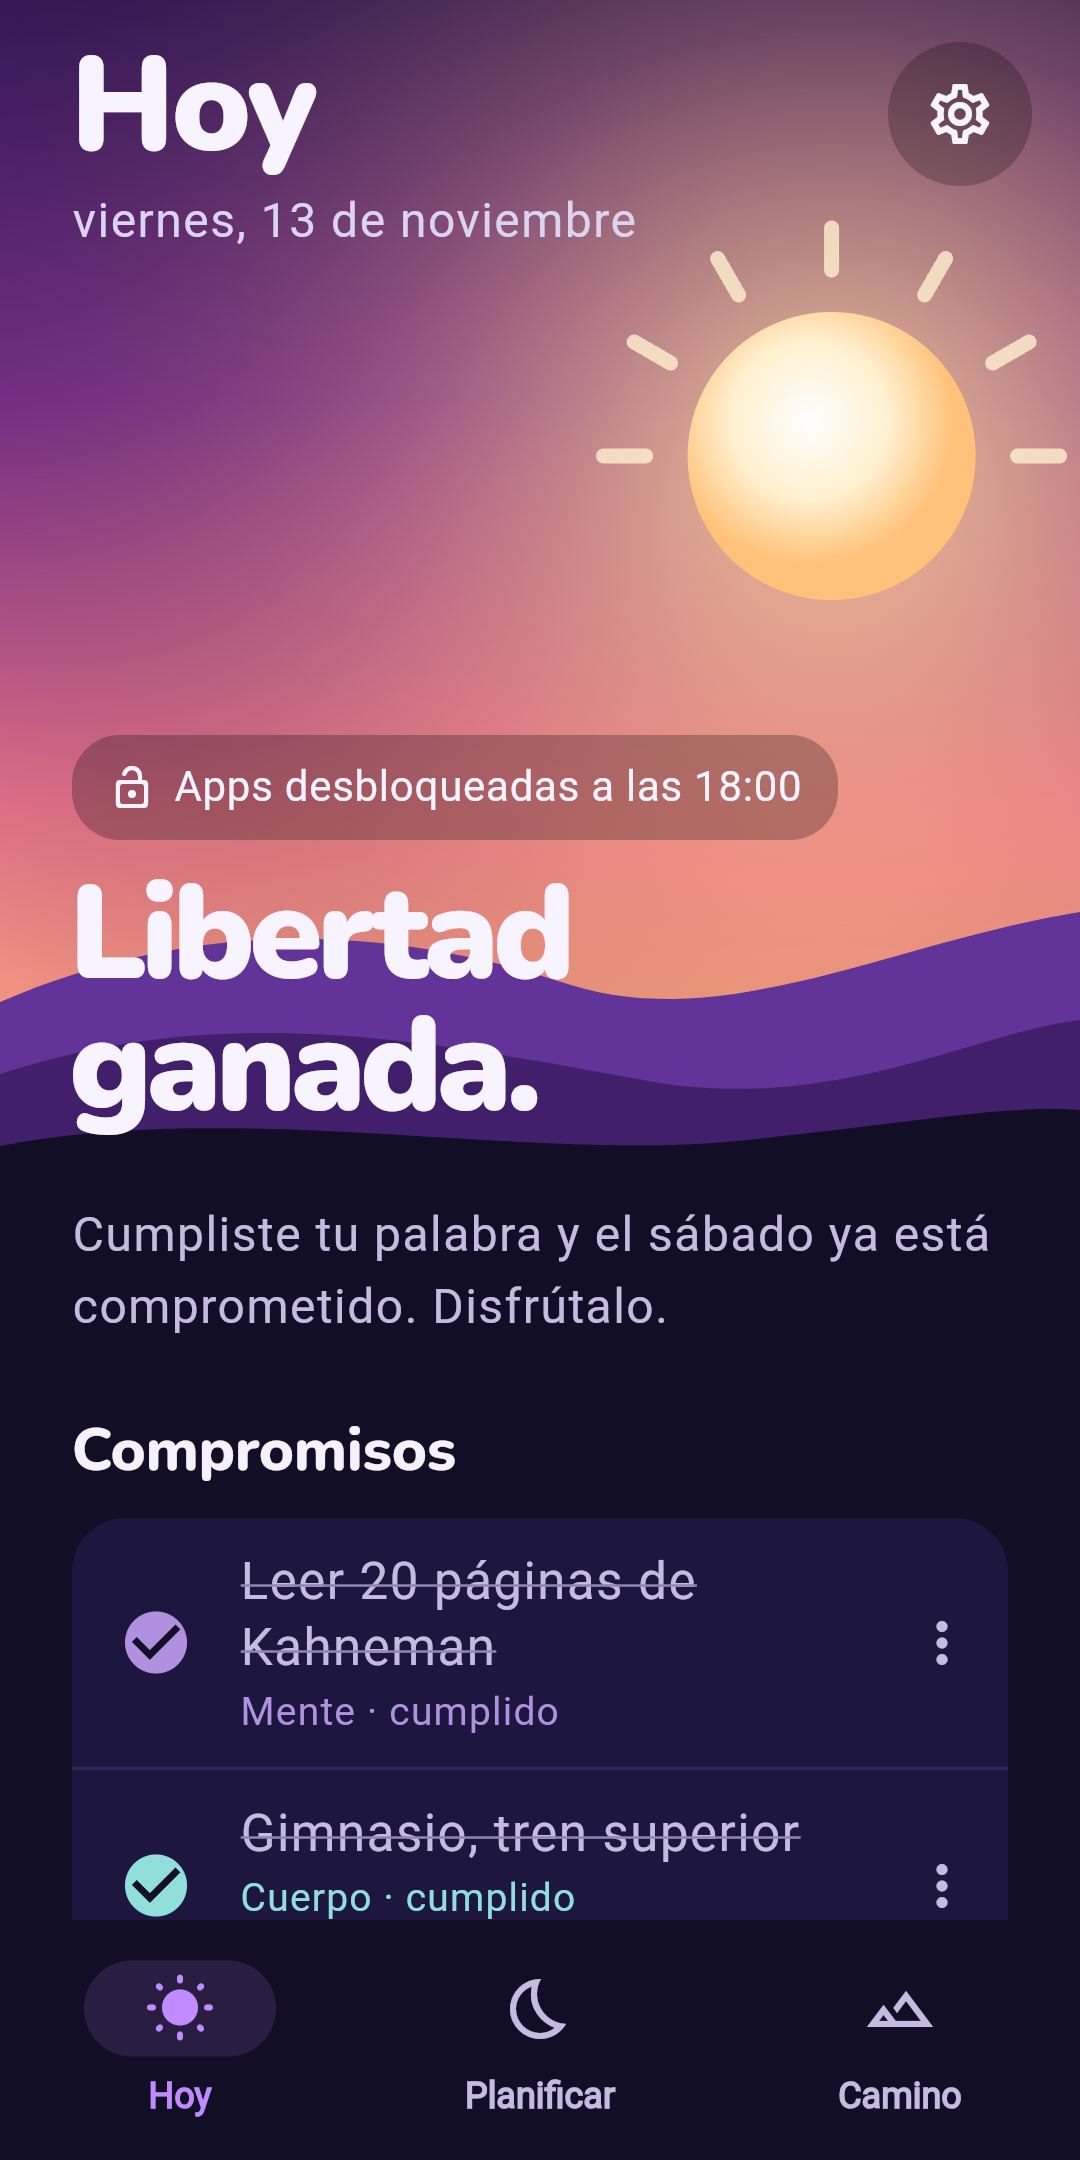 Hoy
viernes, 13 de noviembre
Apps desbloqueadas a las 18:00
Libertad
ganada.
Cumpliste tu palabra y el sábado ya está
comprometido. Disfrútalo.
Compromisos
Leer 20 páginas de
Kahneman
Mente · cumplido
Gimnasio, tren superior
Cuerpo · cumplido
Hoy
Planificar
Camino